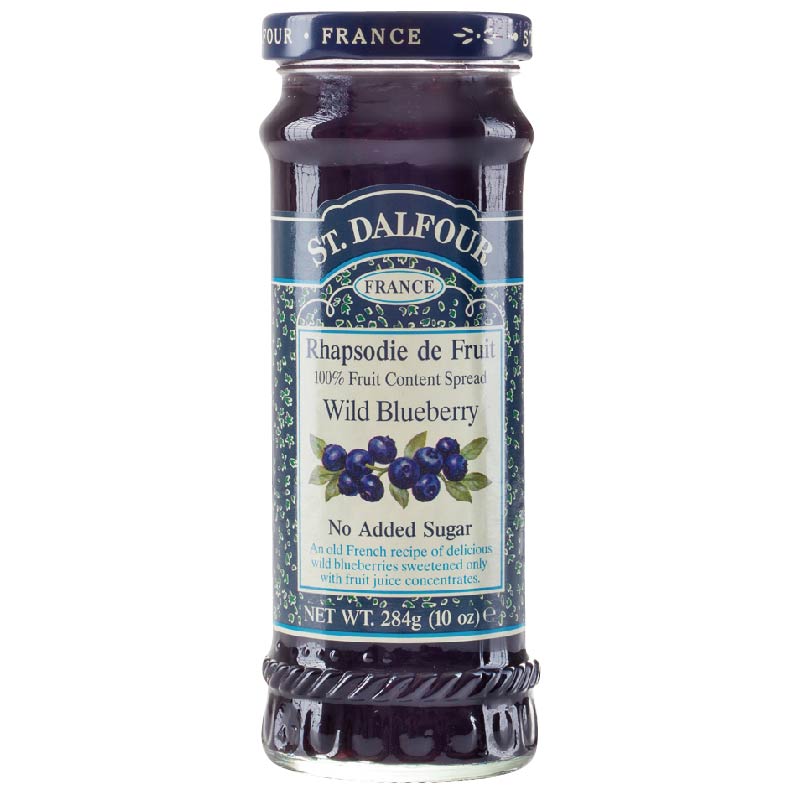 FOUR · FRANCE
ST. DALFOUR
FRANCE
Rhapsodie de Fruit
100% Fruit Content Spread
Wild Blueberry
No Added Sugar
An old French recipe of delicious
wild blueberries sweetened only
with fruit juice concentrates.
NET WT. 284g (10 oz) ℮